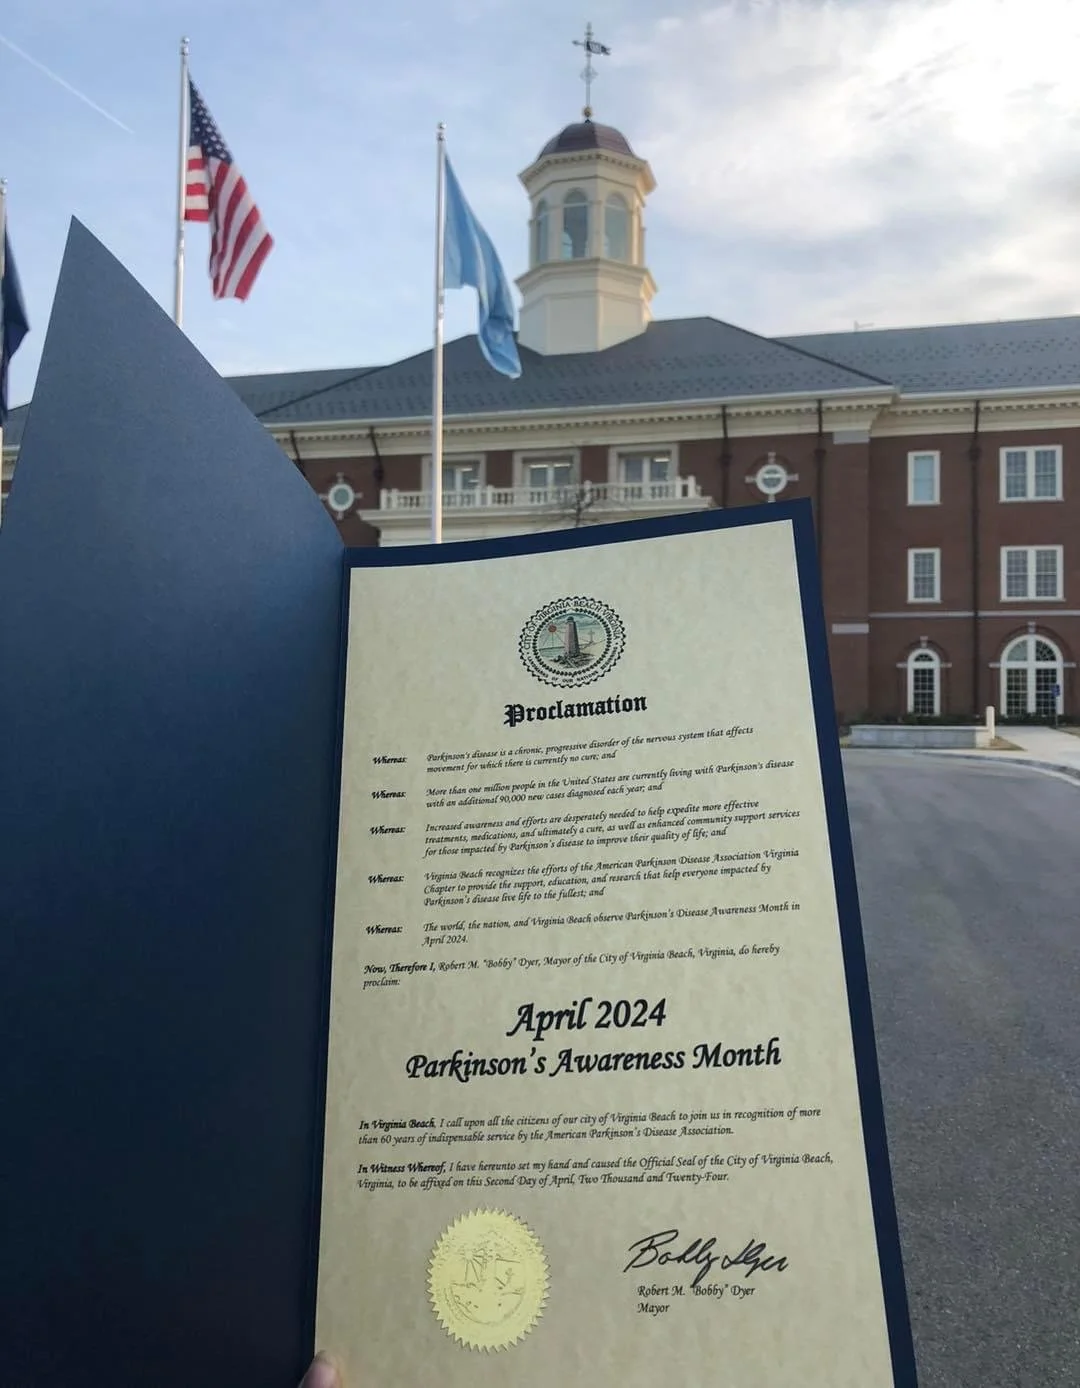 CITY OF VIRGINIA BEACH VIRGINIA
LANDMARKS OF OUR NATION'S BEGINNING
Proclamation
Whereas: Parkinson's disease is a chronic, progressive disorder of the nervous system that affects
movement for which there is currently no cure; and
Whereas: More than one million people in the United States are currently living with Parkinson's disease
with an additional 90,000 new cases diagnosed each year; and
Whereas: Increased awareness and efforts are desperately needed to help expedite more effective
treatments, medications, and ultimately a cure, as well as enhanced community support services
for those impacted by Parkinson's disease to improve their quality of life; and
Whereas: Virginia Beach recognizes the efforts of the American Parkinson Disease Association Virginia
Chapter to provide the support, education, and research that help everyone impacted by
Parkinson's disease live life to the fullest; and
Whereas: The world, the nation, and Virginia Beach observe Parkinson's Disease Awareness Month in
April 2024.
Now, Therefore I, Robert M. "Bobby" Dyer, Mayor of the City of Virginia Beach, Virginia, do hereby
proclaim:
April 2024
Parkinson's Awareness Month
In Virginia Beach, I call upon all the citizens of our city of Virginia Beach to join us in recognition of more
than 60 years of indispensable service by the American Parkinson's Disease Association.
In Witness Whereof, I have hereunto set my hand and caused the Official Seal of the City of Virginia Beach,
Virginia, to be affixed on this Second Day of April, Two Thousand and Twenty-Four.
Bobby Dyer
Robert M. "Bobby" Dyer
Mayor